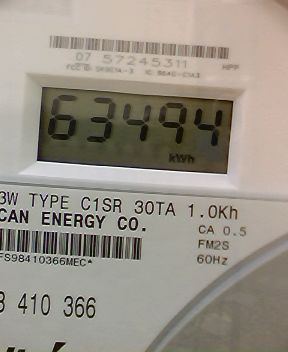 07 57245311
HPP
63494
kWh
3W TYPE C1SR 30TA 1.0Kh
CAN ENERGY CO.
CA 0.5
FM2S
60Hz
FS98410366MEC*
410 366